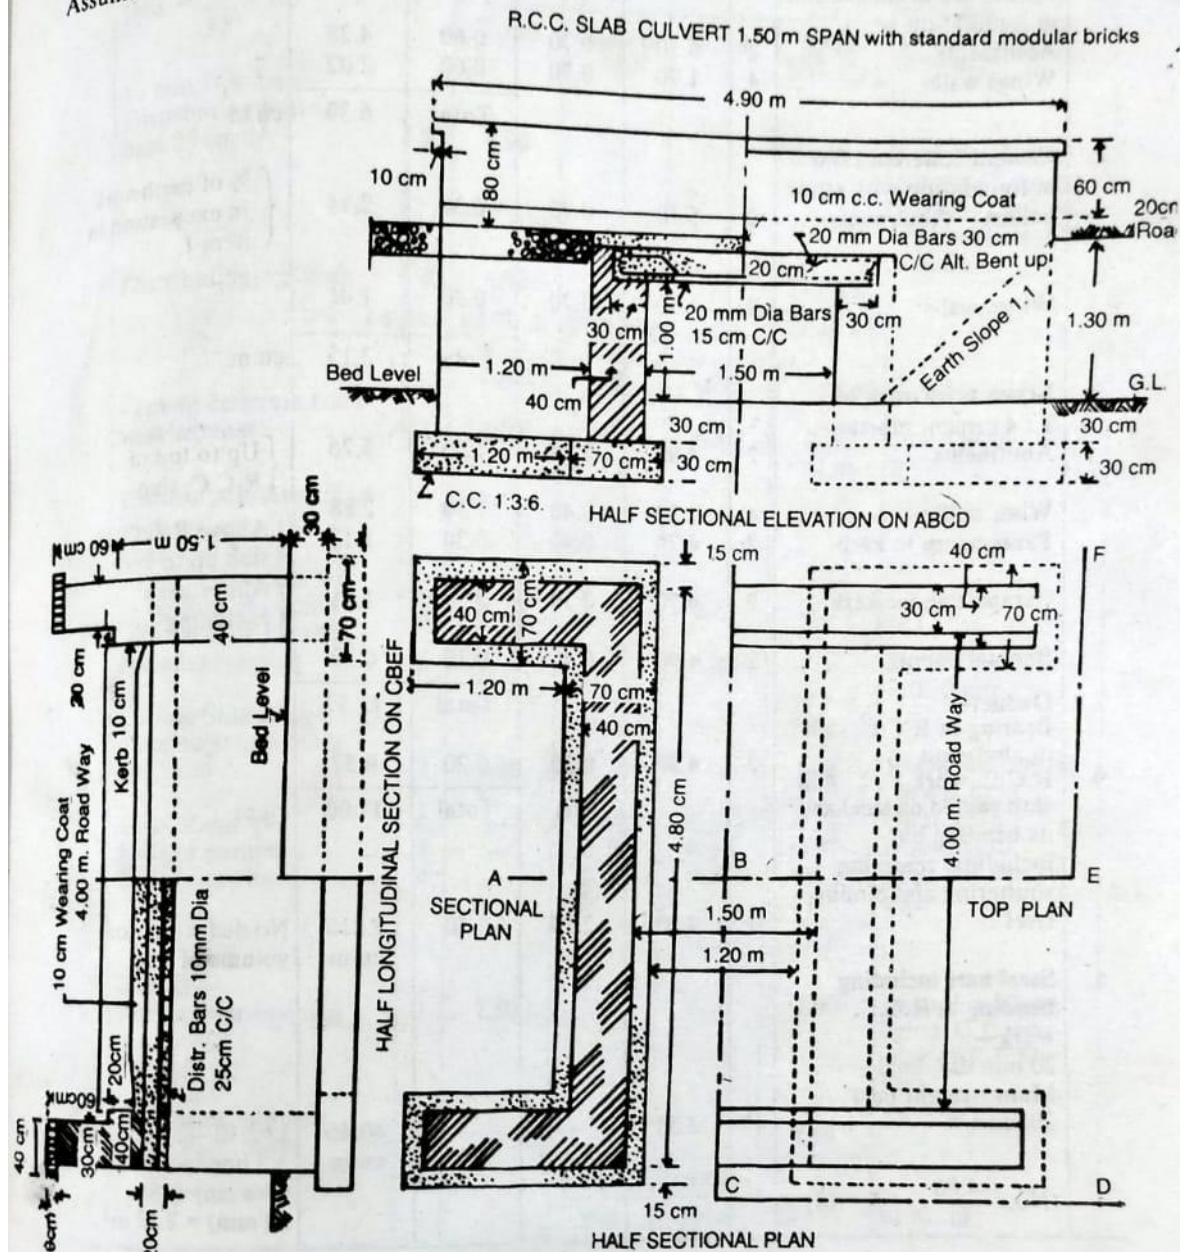 R.C.C. SLAB CULVERT 1.50 m SPAN with standard modular bricks
4.90 m
10 cm
80 cm
60 cm
10 cm c.c. Wearing Coat
20 mm Dia Bars 30 cm
C/C Alt. Bent up
20 cm
30 cm
1.00 m
20 mm Dia Bars
15 cm C/C
30 cm
1.30 m
Earth Slope 1:1
1.20 m
1.50 m
Bed Level
40 cm
G.L.
30 cm
30 cm
1.20 m
70 cm
30 cm
30 cm
C.C. 1:3:6.
HALF SECTIONAL ELEVATION ON ABCD
60 cm
1.50 m
30 cm
40 cm
70 cm
20 cm
Kerb 10 cm
Bed Level
10 cm Wearing Coat
4.00 m. Road Way
Distr. Bars 10mm Dia
25cm C/C
20cm
60cm
40 cm
30cm
40cm
20cm
HALF LONGITUDINAL SECTION ON CBEF
40 cm
70 cm
1.20 m
70 cm
40 cm
15 cm
4.80 cm
A
SECTIONAL
PLAN
15 cm
40 cm
F
30 cm
70 cm
4.00 m Road Way
B
E
1.50 m
TOP PLAN
1.20 m
C
D
HALF SECTIONAL PLAN